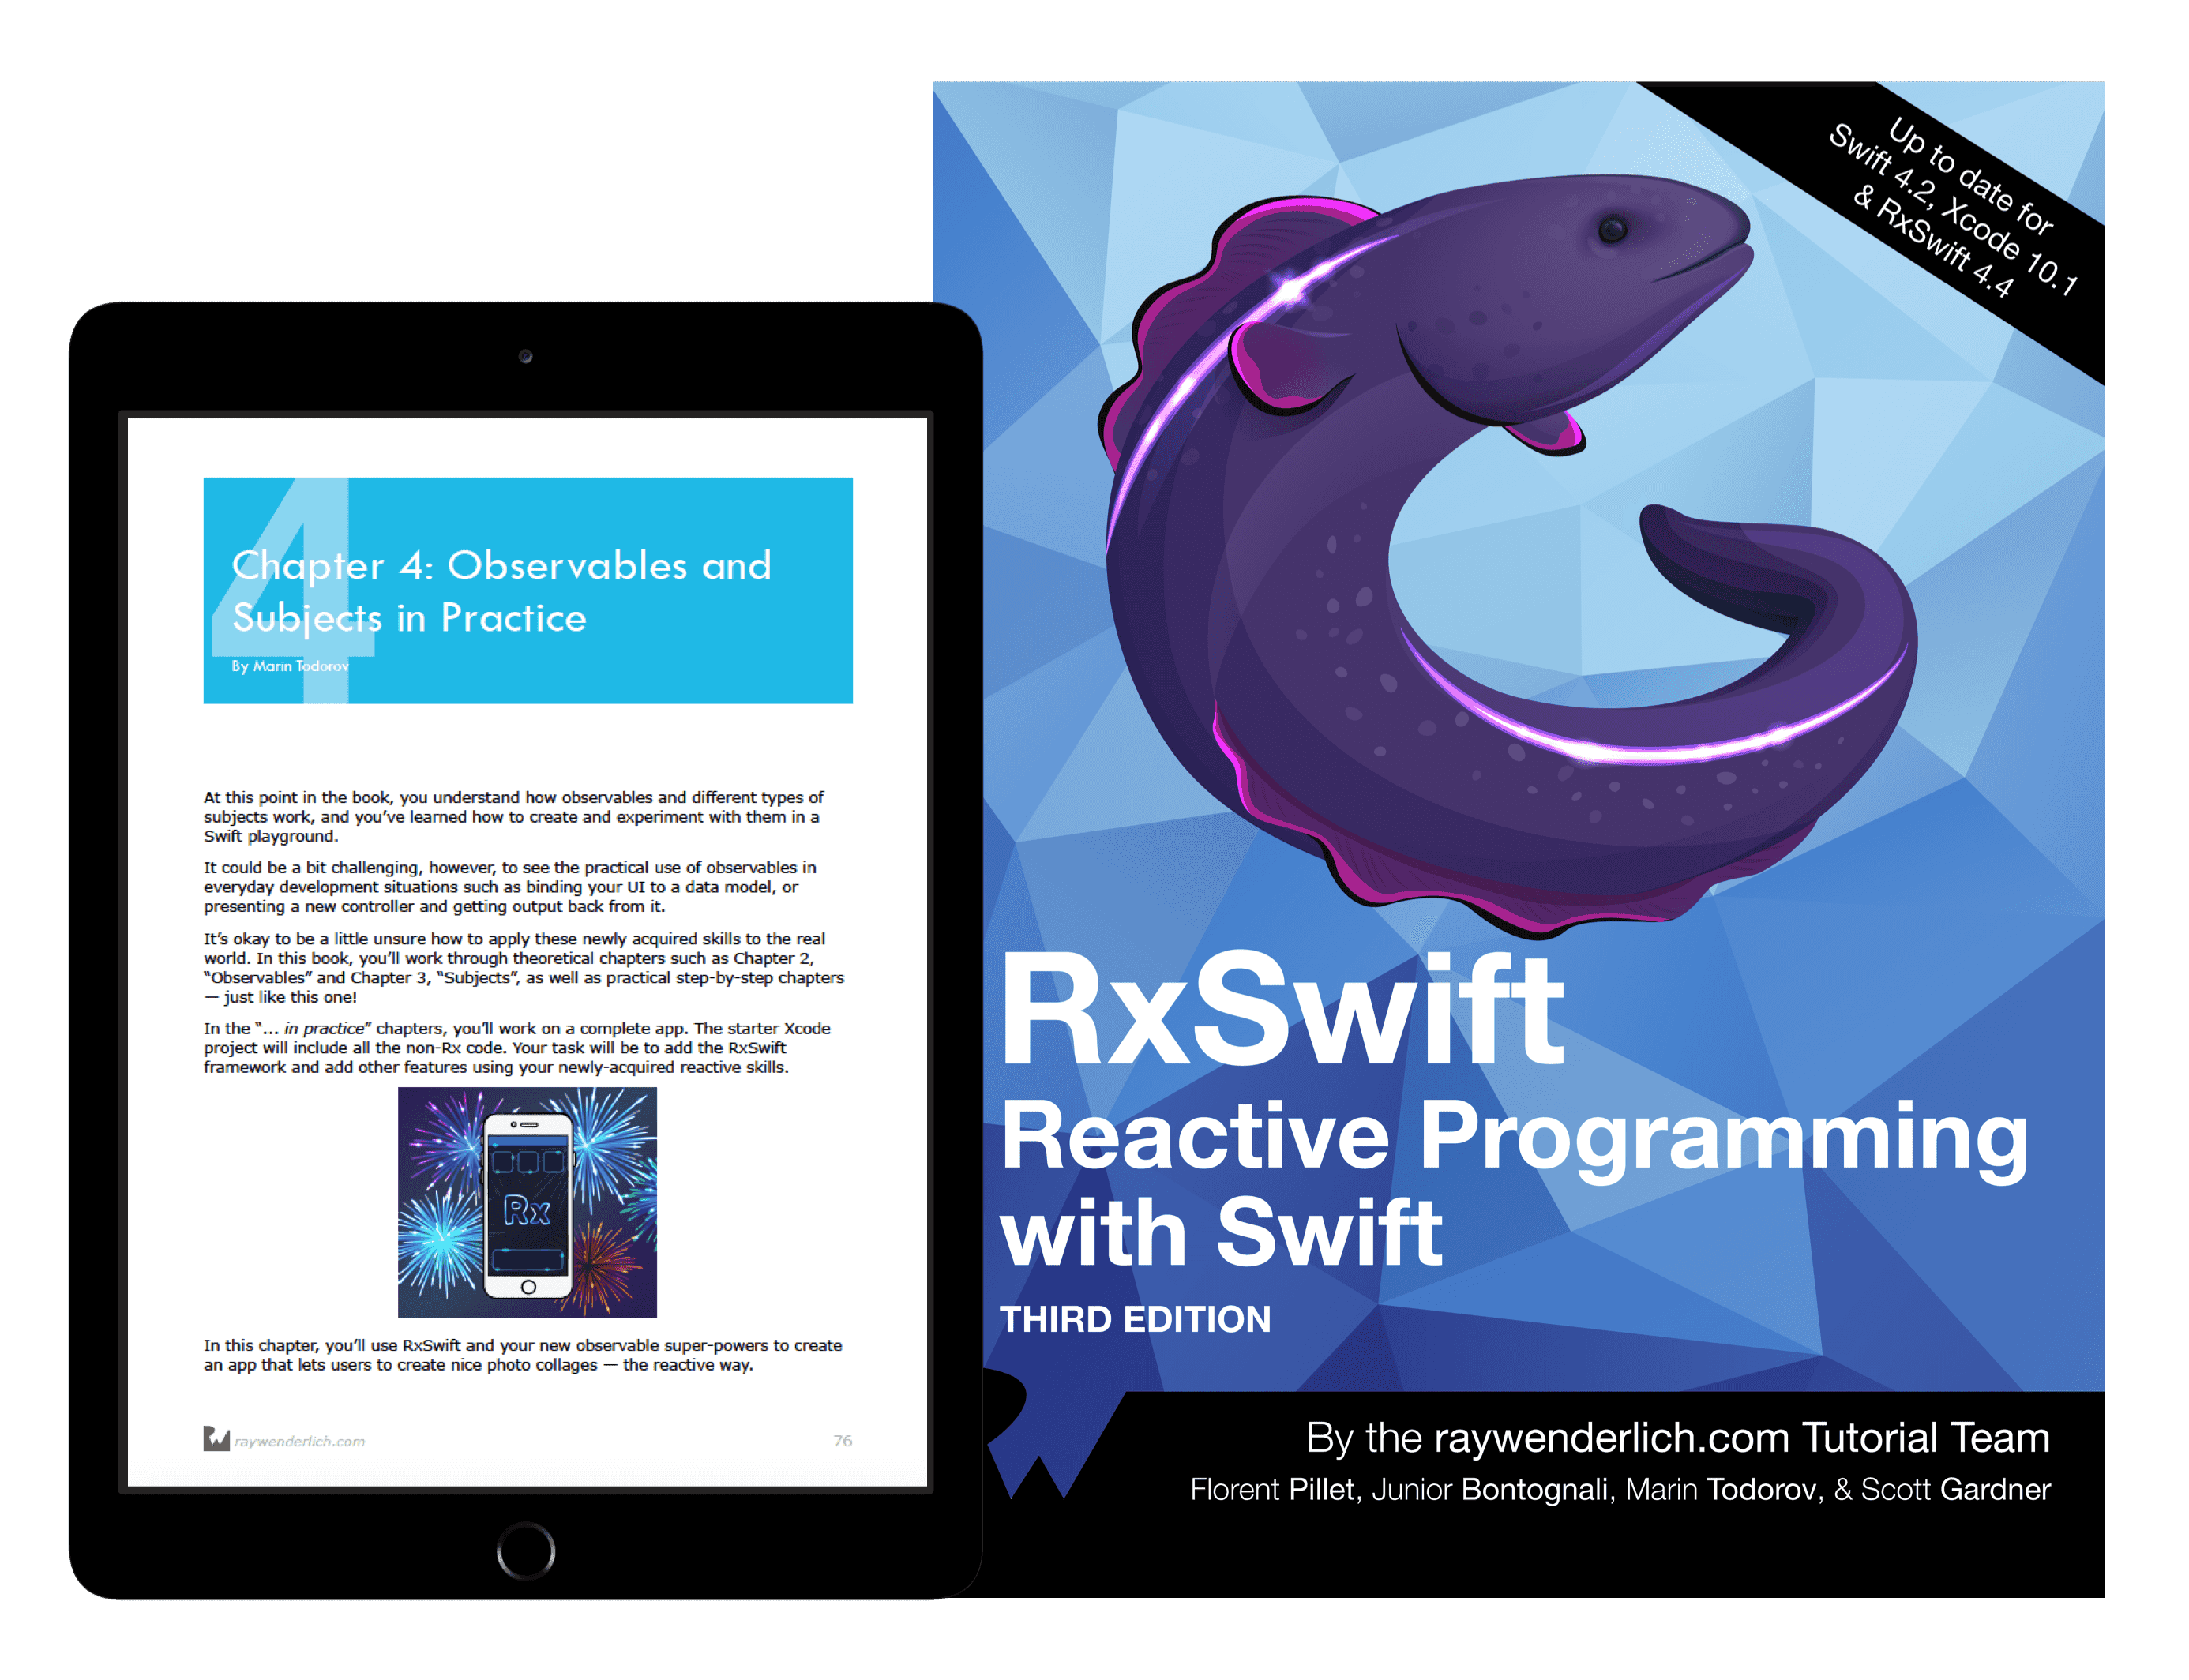 4
Chapter 4: Observables and
Subjects in Practice
By Marin Todorov
At this point in the book, you understand how observables and different types of
subjects work, and you’ve learned how to create and experiment with them in a
Swift playground.
It could be a bit challenging, however, to see the practical use of observables in
everyday development situations such as binding your UI to a data model, or
presenting a new controller and getting output back from it.
It’s okay to be a little unsure how to apply these newly acquired skills to the real
world. In this book, you’ll work through theoretical chapters such as Chapter 2,
“Observables” and Chapter 3, “Subjects”, as well as practical step-by-step chapters
— just like this one!
In the “... in practice” chapters, you’ll work on a complete app. The starter Xcode
project will include all the non-Rx code. Your task will be to add the RxSwift
framework and add other features using your newly-acquired reactive skills.
Rx
In this chapter, you’ll use RxSwift and your new observable super-powers to create
an app that lets users to create nice photo collages — the reactive way.
raywenderlich.com
76
Up to date for
Swift 4.2, Xcode 10.1
& RxSwift 4.4
RxSwift
Reactive Programming
with Swift
THIRD EDITION
By the raywenderlich.com Tutorial Team
Florent Pillet, Junior Bontognali, Marin Todorov, & Scott Gardner